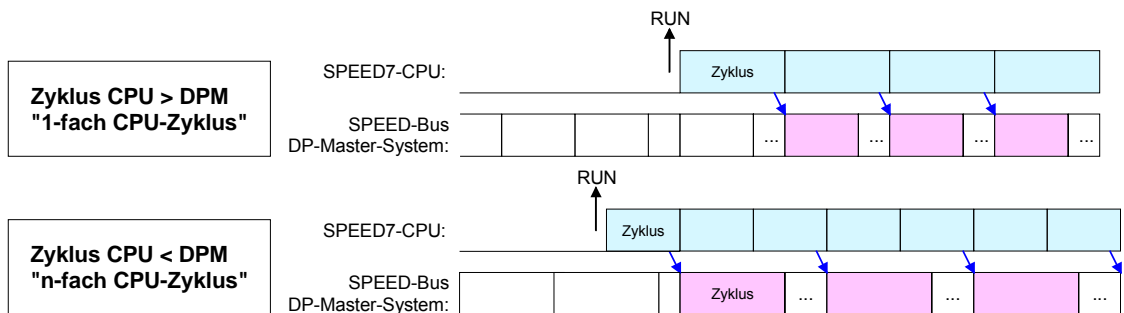 RUN
SPEED7-CPU:
Zyklus
Zyklus CPU > DPM
"1-fach CPU-Zyklus"
SPEED-Bus
DP-Master-System:
... ... ... ...
RUN
SPEED7-CPU:
Zyklus
Zyklus CPU < DPM
"n-fach CPU-Zyklus"
SPEED-Bus
DP-Master-System:
Zyklus ... ... ...